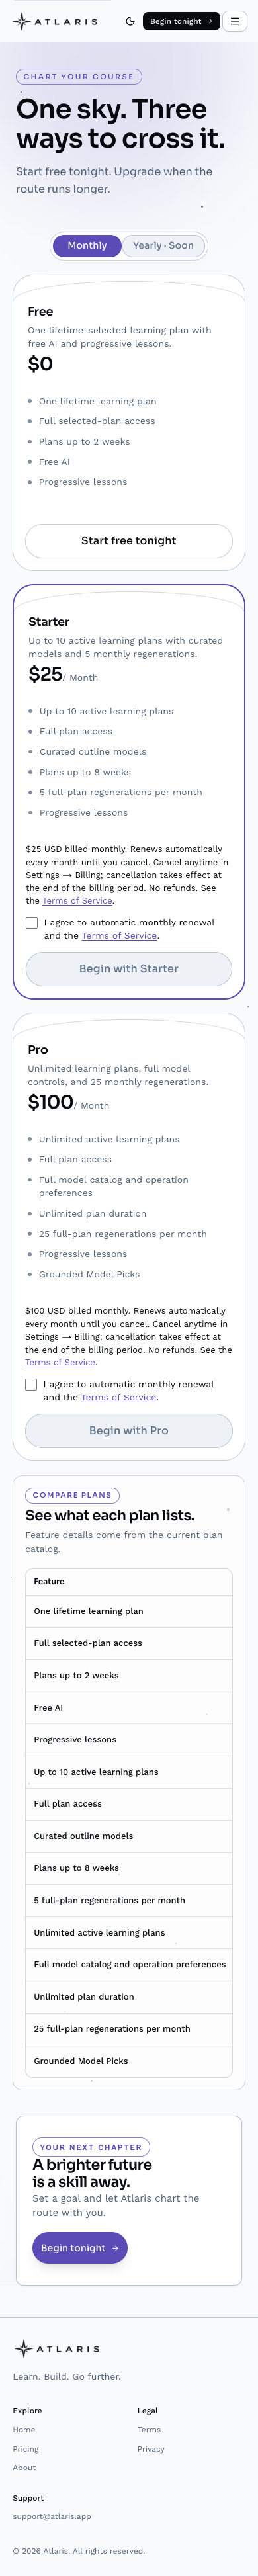 ATLARIS
Begin tonight →
CHART YOUR COURSE
One sky. Three
ways to cross it.
Start free tonight. Upgrade when the
route runs longer.
Monthly
Yearly · Soon
Free
One lifetime-selected learning plan with
free AI and progressive lessons.
$0
One lifetime learning plan
Full selected-plan access
Plans up to 2 weeks
Free AI
Progressive lessons
Start free tonight
Starter
Up to 10 active learning plans with curated
models and 5 monthly regenerations.
$25/ Month
Up to 10 active learning plans
Full plan access
Curated outline models
Plans up to 8 weeks
5 full-plan regenerations per month
Progressive lessons
$25 USD billed monthly. Renews automatically
every month until you cancel. Cancel anytime in
Settings → Billing; cancellation takes effect at
the end of the billing period. No refunds. See
the Terms of Service.
I agree to automatic monthly renewal
and the Terms of Service.
Begin with Starter
Pro
Unlimited learning plans, full model
controls, and 25 monthly regenerations.
$100/ Month
Unlimited active learning plans
Full plan access
Full model catalog and operation
preferences
Unlimited plan duration
25 full-plan regenerations per month
Progressive lessons
Grounded Model Picks
$100 USD billed monthly. Renews automatically
every month until you cancel. Cancel anytime in
Settings → Billing; cancellation takes effect at
the end of the billing period. No refunds. See the
Terms of Service.
I agree to automatic monthly renewal
and the Terms of Service.
Begin with Pro
COMPARE PLANS
See what each plan lists.
Feature details come from the current plan
catalog.
Feature
One lifetime learning plan
Full selected-plan access
Plans up to 2 weeks
Free AI
Progressive lessons
Up to 10 active learning plans
Full plan access
Curated outline models
Plans up to 8 weeks
5 full-plan regenerations per month
Unlimited active learning plans
Full model catalog and operation preferences
Unlimited plan duration
25 full-plan regenerations per month
Grounded Model Picks
YOUR NEXT CHAPTER
A brighter future
is a skill away.
Set a goal and let Atlaris chart the
route with you.
Begin tonight →
ATLARIS
Learn. Build. Go further.
Explore
Home
Pricing
About
Legal
Terms
Privacy
Support
support@atlaris.app
© 2026 Atlaris. All rights reserved.